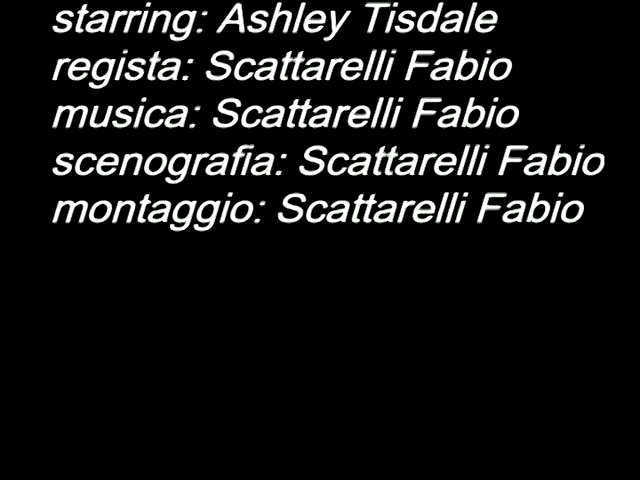 starring: Ashley Tisdale
regista: Scattarelli Fabio
musica: Scattarelli Fabio
scenografia: Scattarelli Fabio
montaggio: Scattarelli Fabio